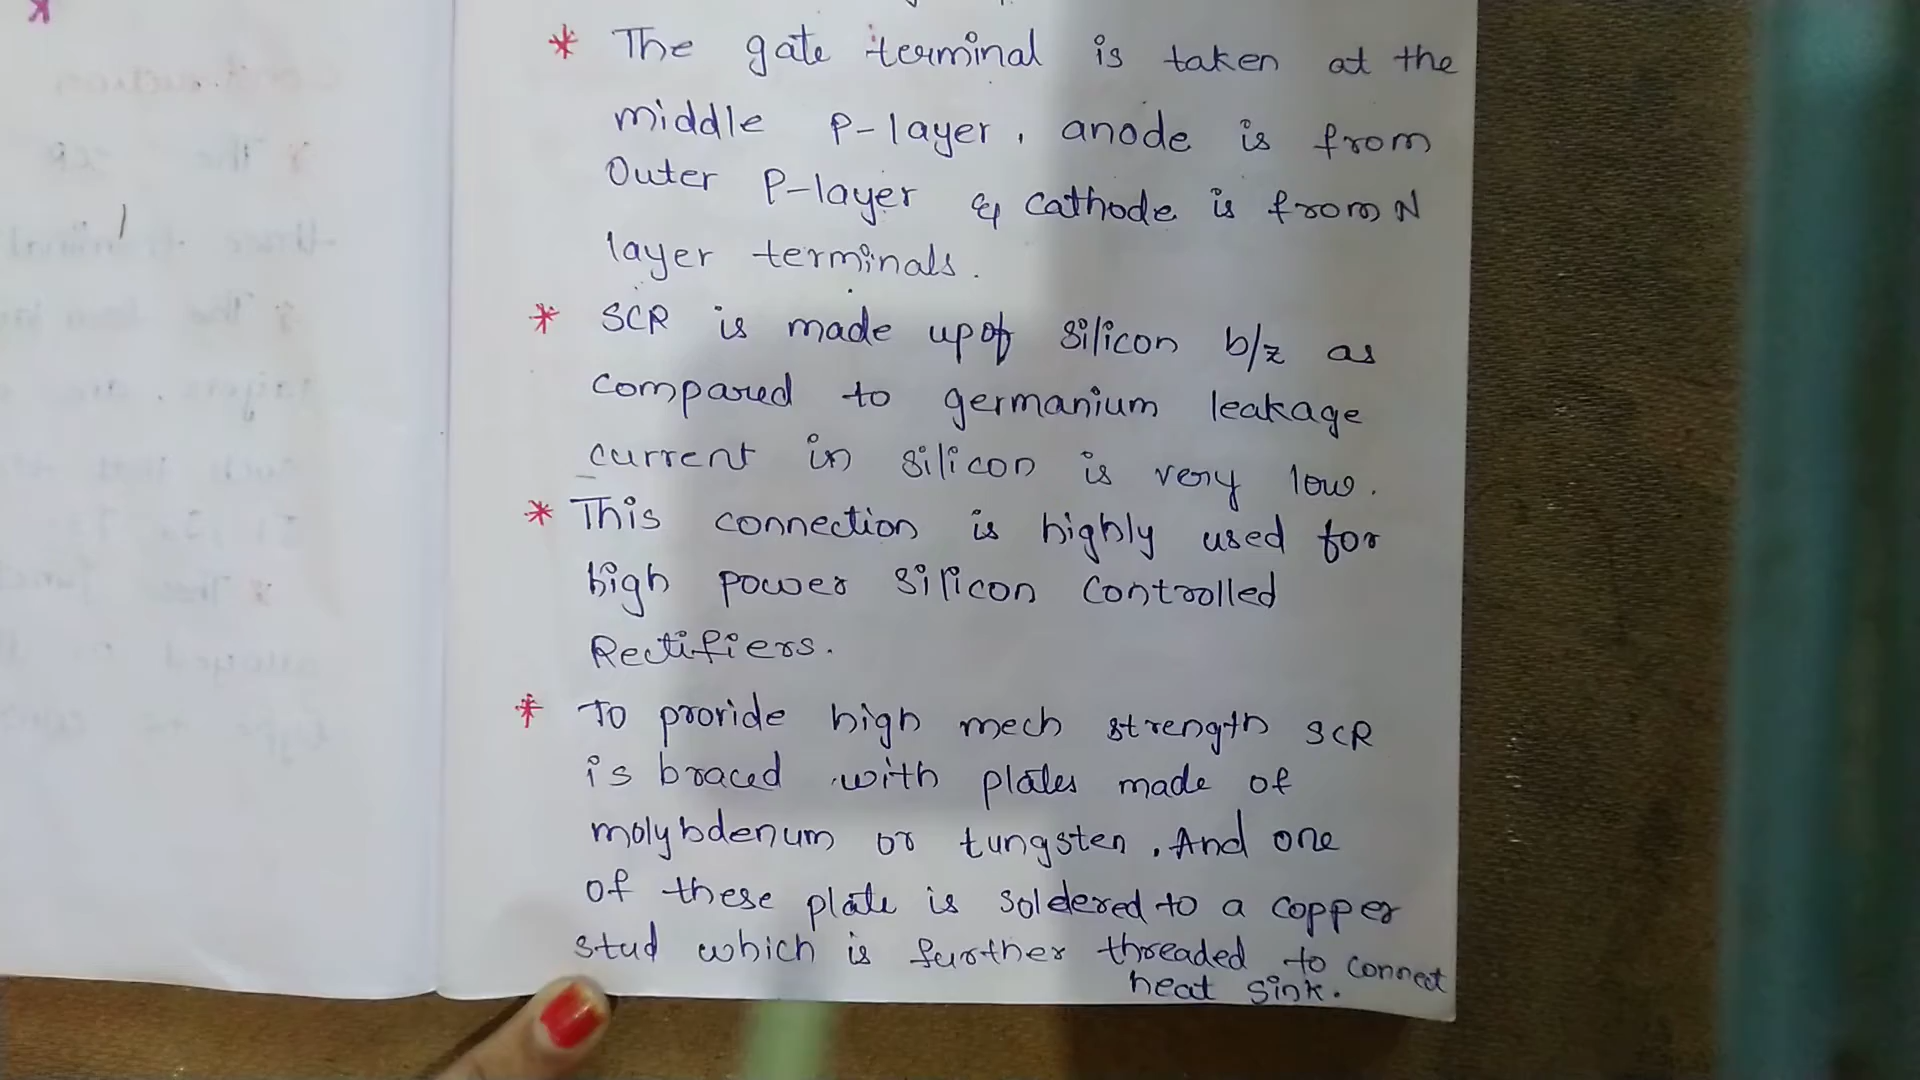 * The gate terminal is taken at the
middle P-layer, anode is from
Outer P-layer & cathode is from N
layer terminals.
* SCR is made up of silicon b/z as
compared to germanium leakage
current in silicon is very low.
* This connection is highly used for
high power silicon controlled
Rectifiers.
* To provide high mech strength SCR
is braced with plates made of
molybdenum or tungsten. And one
of these plate is soldered to a copper
stud which is further threaded to connect
heat sink.